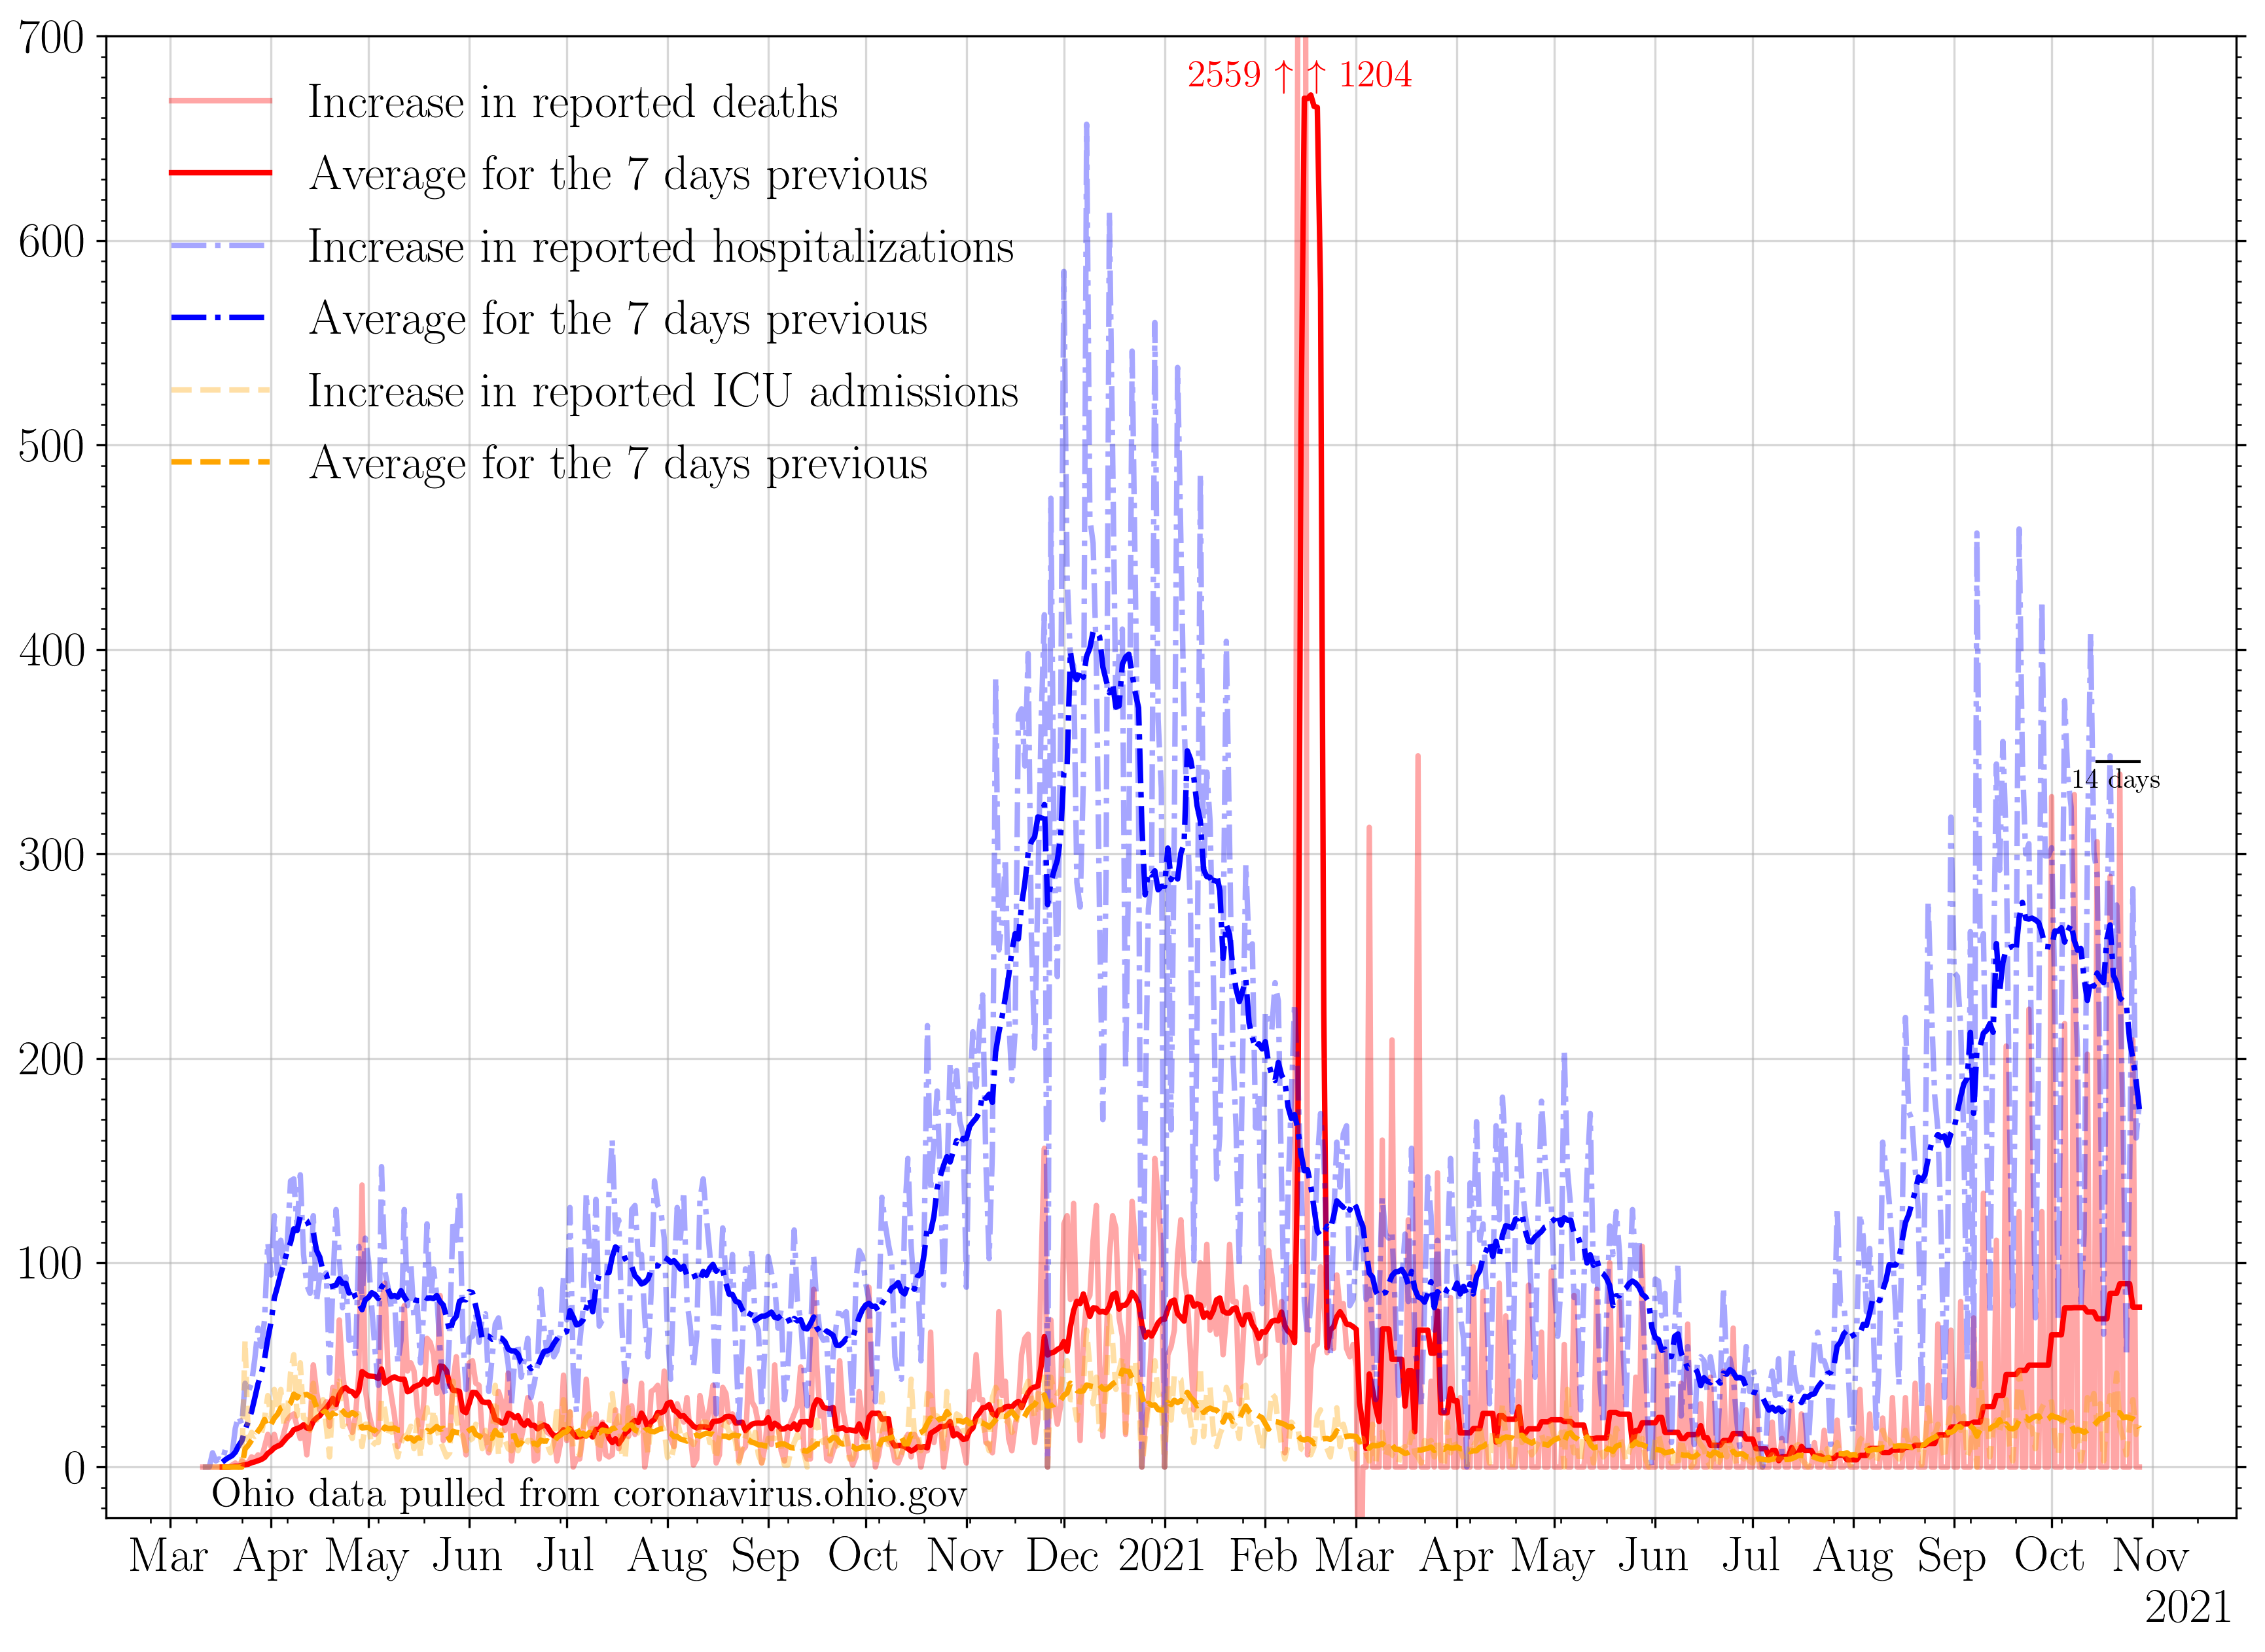 700
2559 ↑ ↑ 1204
Increase in reported deaths
Average for the 7 days previous
600
Increase in reported hospitalizations
Average for the 7 days previous
Increase in reported ICU admissions
500
Average for the 7 days previous
400
14 days
300
200
100
0
Ohio data pulled from coronavirus.ohio.gov
Mar Apr May Jun Jul Aug Sep Oct Nov Dec 2021 Feb Mar Apr May Jun Jul Aug Sep Oct Nov
2021